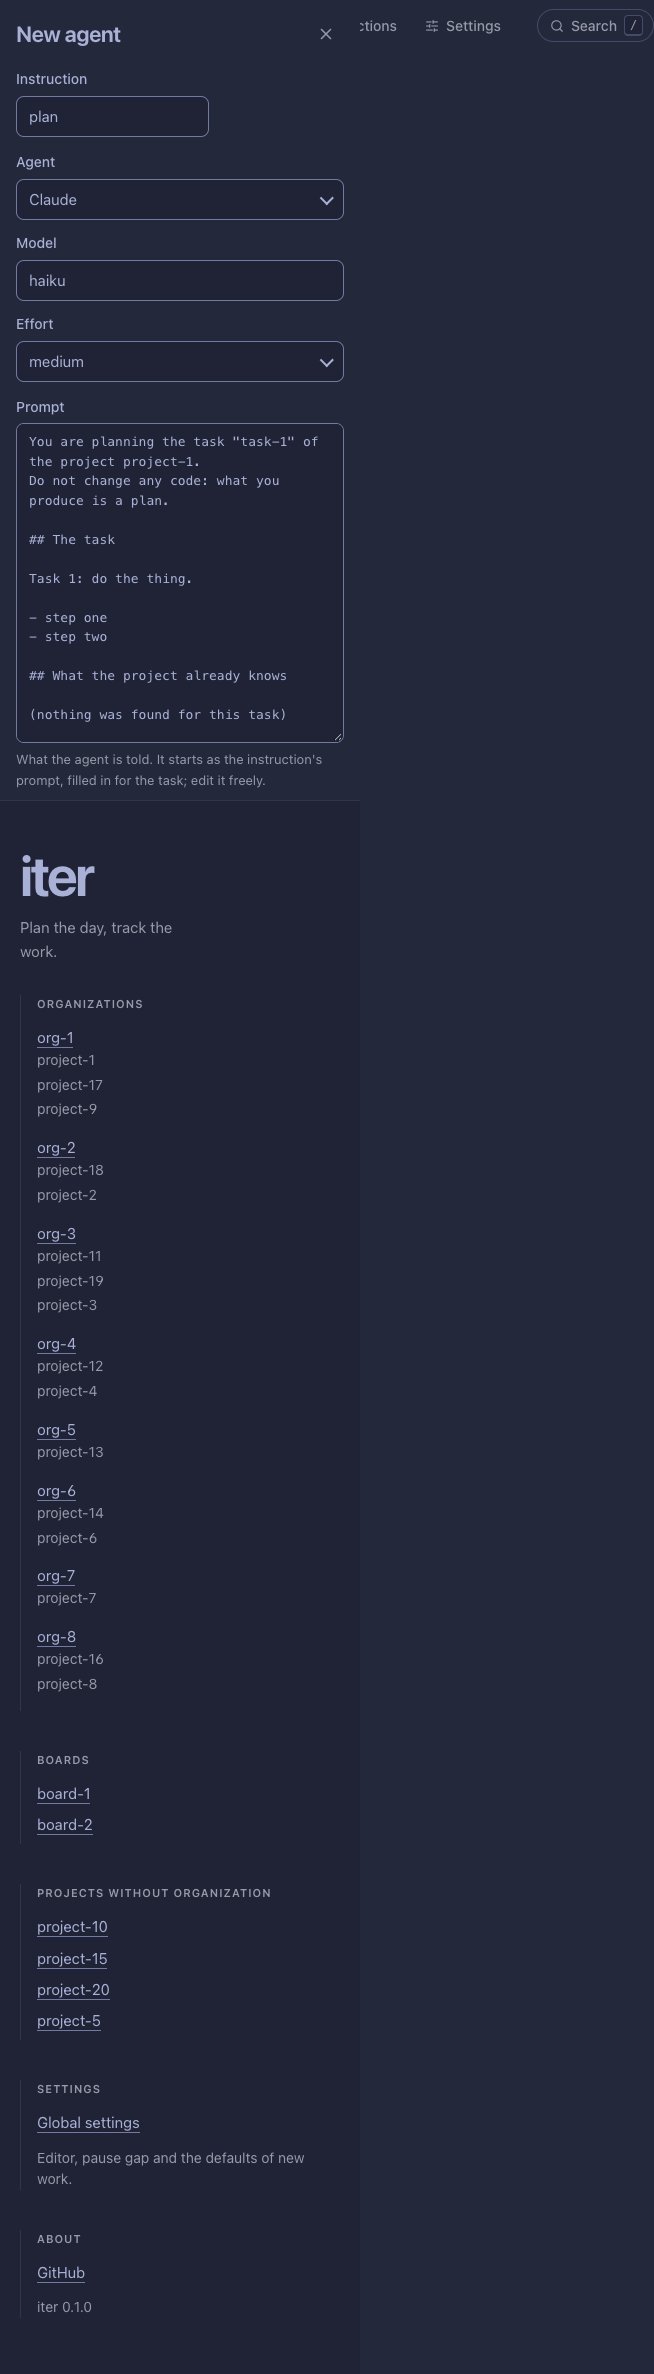 New agent
ctions
Settings
Search /
Instruction
plan
Agent
Claude
Model
haiku
Effort
medium
Prompt
You are planning the task "task-1" of
the project project-1.
Do not change any code: what you
produce is a plan.
## The task
Task 1: do the thing.
- step one
- step two
## What the project already knows
(nothing was found for this task)
What the agent is told. It starts as the instruction's
prompt, filled in for the task; edit it freely.
iter
Plan the day, track the
work.
ORGANIZATIONS
org-1
project-1
project-17
project-9
org-2
project-18
project-2
org-3
project-11
project-19
project-3
org-4
project-12
project-4
org-5
project-13
org-6
project-14
project-6
org-7
project-7
org-8
project-16
project-8
BOARDS
board-1
board-2
PROJECTS WITHOUT ORGANIZATION
project-10
project-15
project-20
project-5
SETTINGS
Global settings
Editor, pause gap and the defaults of new
work.
ABOUT
GitHub
iter 0.1.0